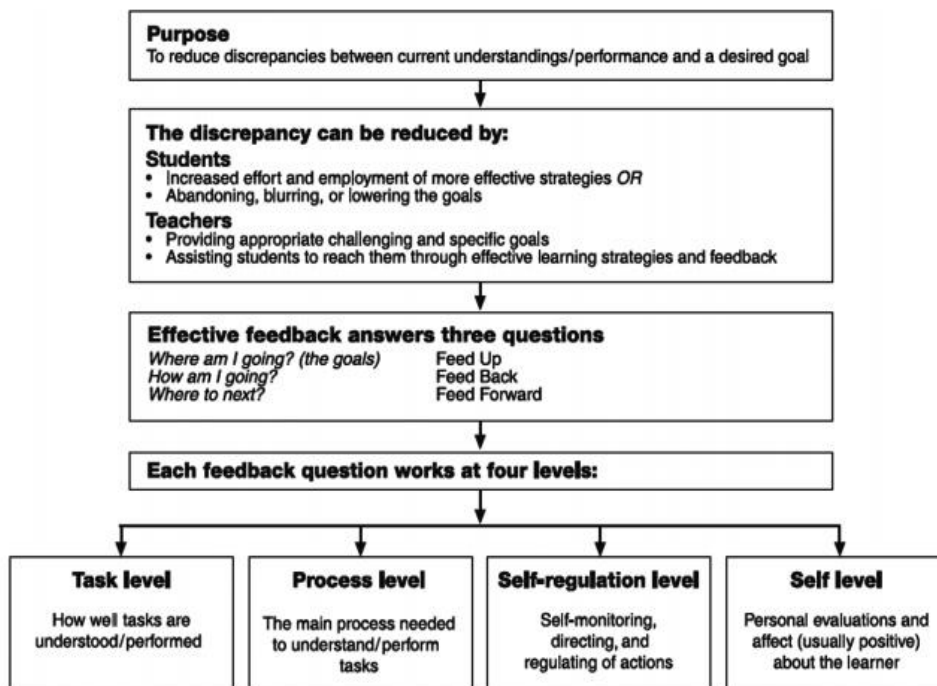 Purpose
To reduce discrepancies between current understandings/performance and a desired goal
The discrepancy can be reduced by:
Students
• Increased effort and employment of more effective strategies OR
• Abandoning, blurring, or lowering the goals
Teachers
• Providing appropriate challenging and specific goals
• Assisting students to reach them through effective learning strategies and feedback
Effective feedback answers three questions
Where am I going? (the goals) Feed Up
How am I going? Feed Back
Where to next? Feed Forward
Each feedback question works at four levels:
Task level
How well tasks are
understood/performed
Process level
The main process needed
to understand/perform
tasks
Self-regulation level
Self-monitoring,
directing, and
regulating of actions
Self level
Personal evaluations and
affect (usually positive)
about the learner